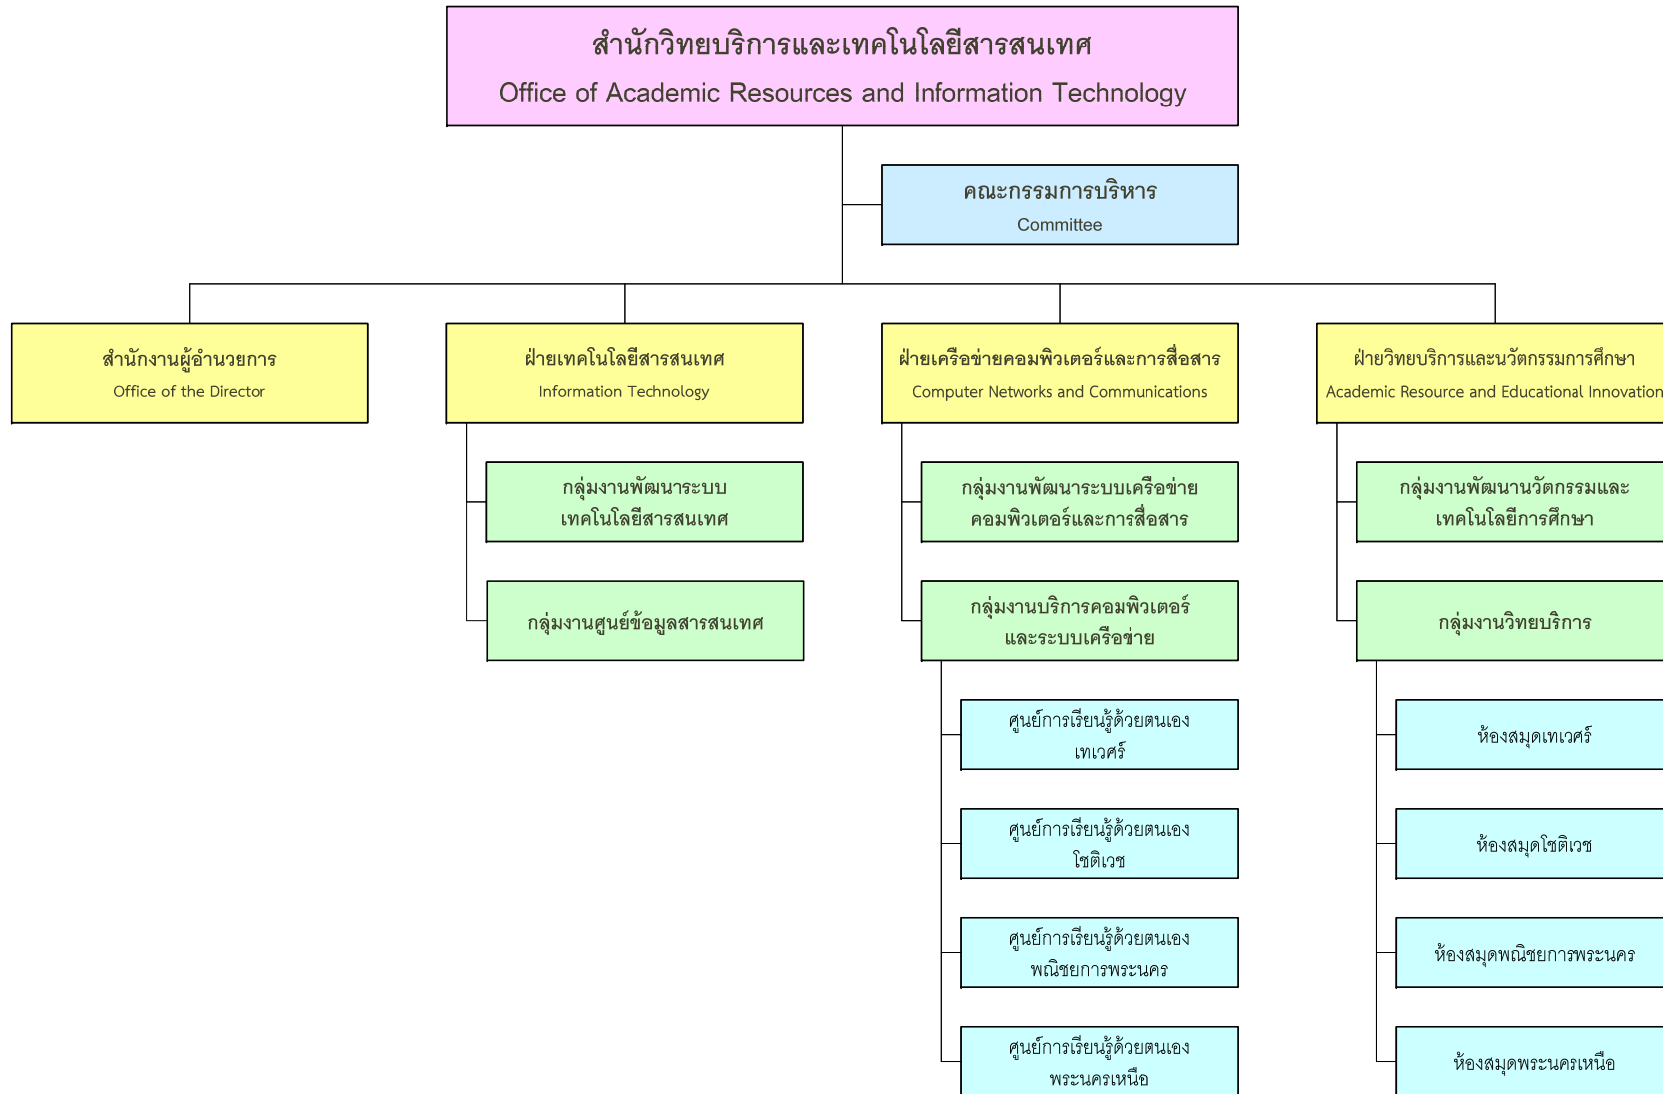 สำนักวิทยบริการและเทคโนโลยีสารสนเทศ
Office of Academic Resources and Information Technology
คณะกรรมการบริหาร
Committee
สำนักงานผู้อำนวยการ
Office of the Director
ฝ่ายเทคโนโลยีสารสนเทศ
Information Technology
ฝ่ายเครือข่ายคอมพิวเตอร์และการสื่อสาร
Computer Networks and Communications
ฝ่ายวิทยบริการและนวัตกรรมการศึกษา
Academic Resource and Educational Innovation
กลุ่มงานพัฒนาระบบ
เทคโนโลยีสารสนเทศ
กลุ่มงานพัฒนาระบบเครือข่าย
คอมพิวเตอร์และการสื่อสาร
กลุ่มงานพัฒนานวัตกรรมและ
เทคโนโลยีการศึกษา
กลุ่มงานศูนย์ข้อมูลสารสนเทศ
กลุ่มงานบริการคอมพิวเตอร์
และระบบเครือข่าย
กลุ่มงานวิทยบริการ
ศูนย์การเรียนรู้ด้วยตนเอง
เทเวศร์
ห้องสมุดเทเวศร์
ศูนย์การเรียนรู้ด้วยตนเอง
โชติเวช
ห้องสมุดโชติเวช
ศูนย์การเรียนรู้ด้วยตนเอง
พณิชยการพระนคร
ห้องสมุดพณิชยการพระนคร
ศูนย์การเรียนรู้ด้วยตนเอง
พระนครเหนือ
ห้องสมุดพระนครเหนือ